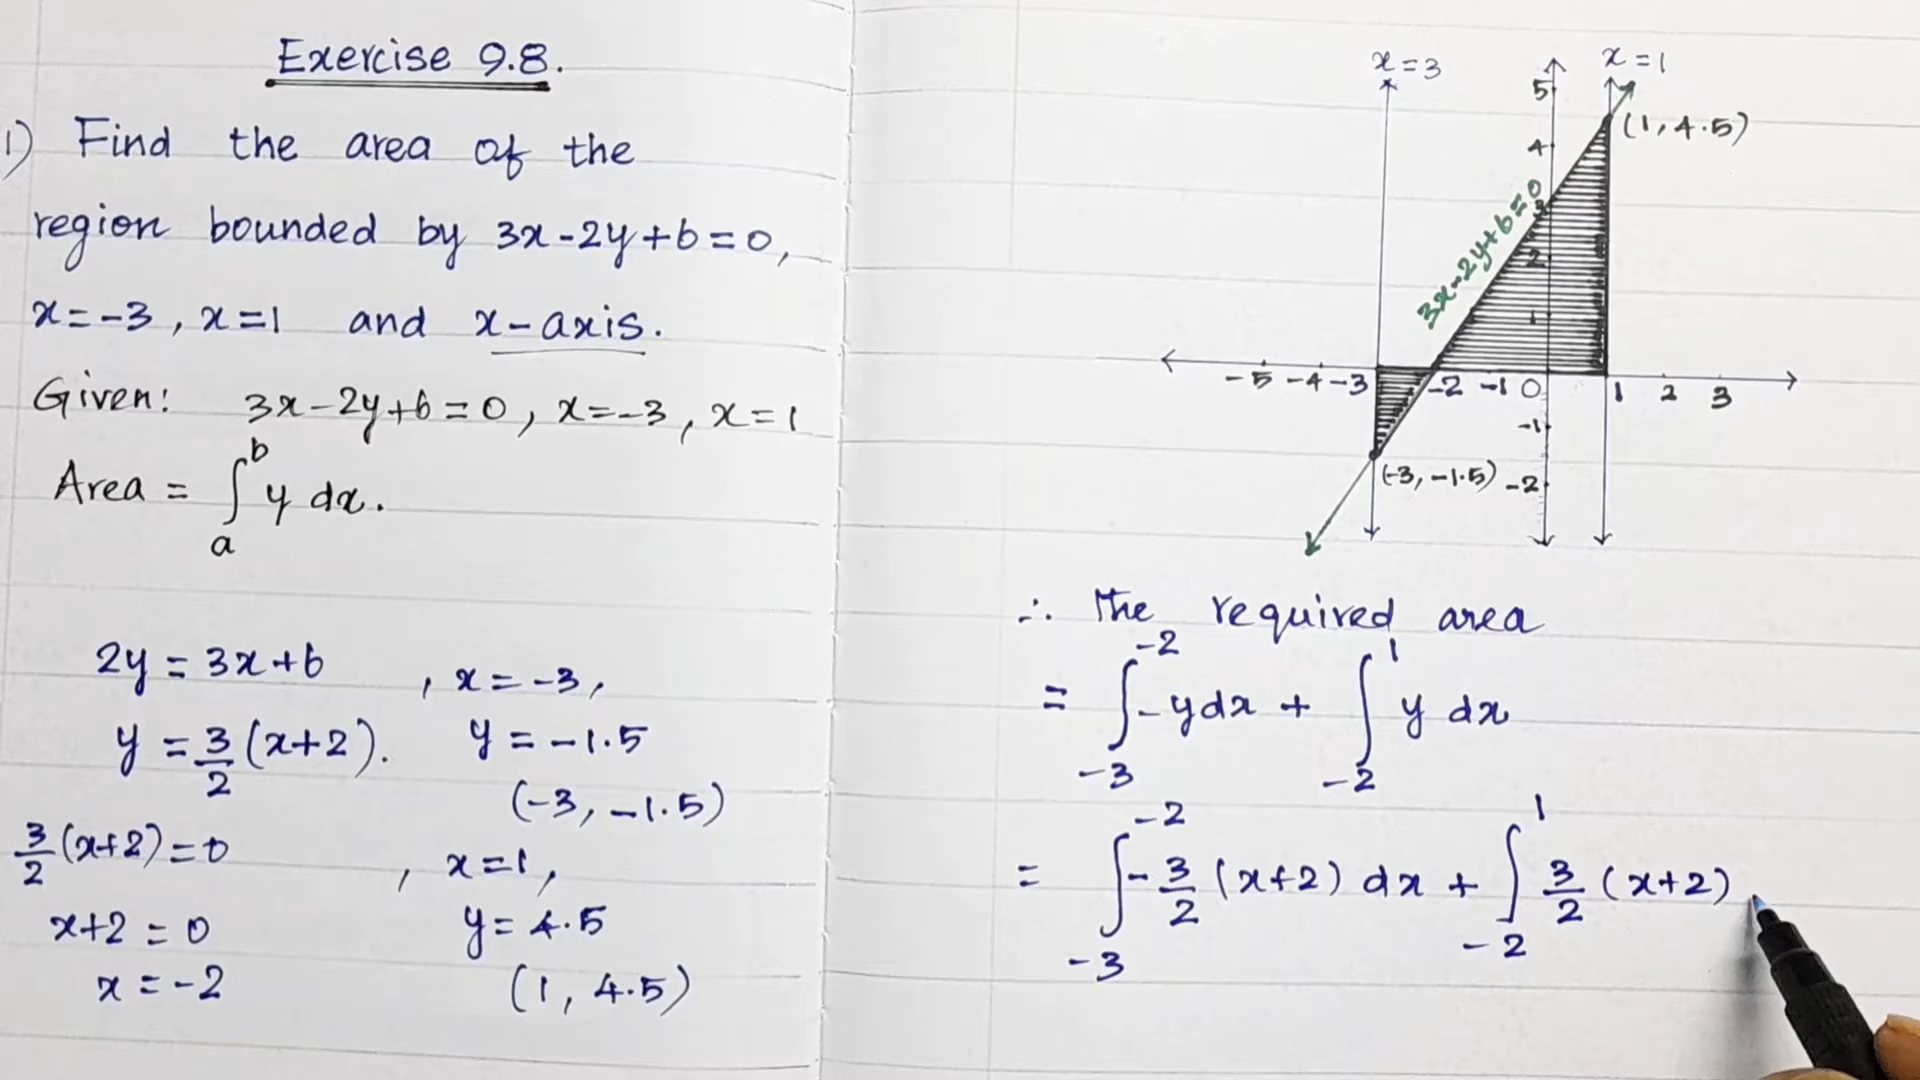 Exercise 9.8.
1) Find the area of the
region bounded by 3x-2y+6=0,
x=-3, x=1 and x-axis.
Given: 3x-2y+6=0, x=-3, x=1
Area = ∫_a^b y dx.
2y = 3x+6 , x=-3,
y = 3/2 (x+2). y = -1.5
(-3, -1.5)
3/2 (x+2)=0 , x=1,
x+2 = 0 y= 4.5
x = -2 (1, 4.5)
x=3 x=1
5
(1, 4.5)
4
3
3x-2y+6=0
2
1
-5 -4 -3 -2 -1 0 1 2 3
-1
(-3, -1.5) -2
∴ The required area
= ∫_-3^-2 -y dx + ∫_-2^1 y dx
= ∫_-3^-2 -3/2 (x+2) dx + ∫_-2^1 3/2 (x+2)